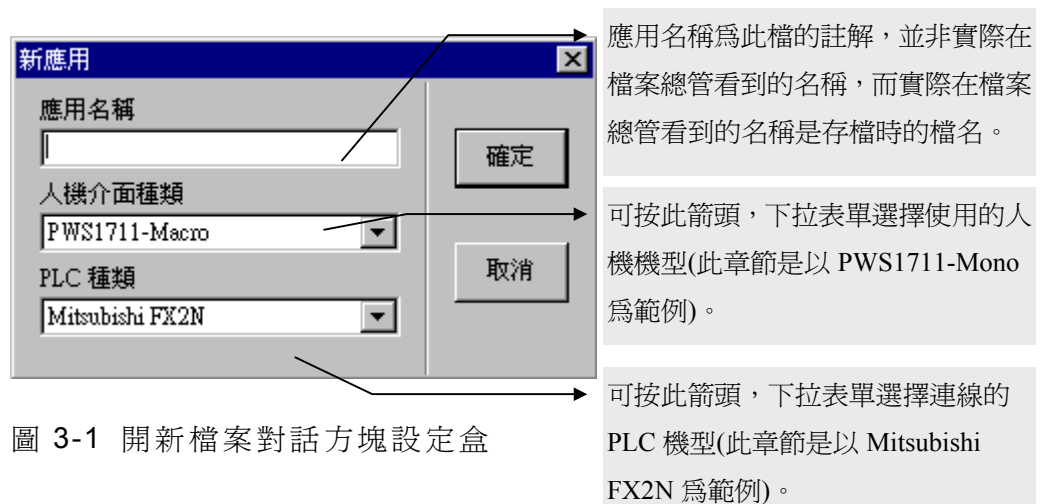 新應用
應用名稱
人機介面種類
PWS1711-Macro
PLC 種類
Mitsubishi FX2N
確定
取消
應用名稱為此檔的註解，並非實際在
檔案總管看到的名稱，而實際在檔案
總管看到的名稱是存檔時的檔名。
可按此箭頭，下拉表單選擇使用的人
機機型(此章節是以 PWS1711-Mono
為範例)。
可按此箭頭，下拉表單選擇連線的
PLC 機型(此章節是以 Mitsubishi
FX2N 為範例)。
圖 3-1 開新檔案對話方塊設定盒